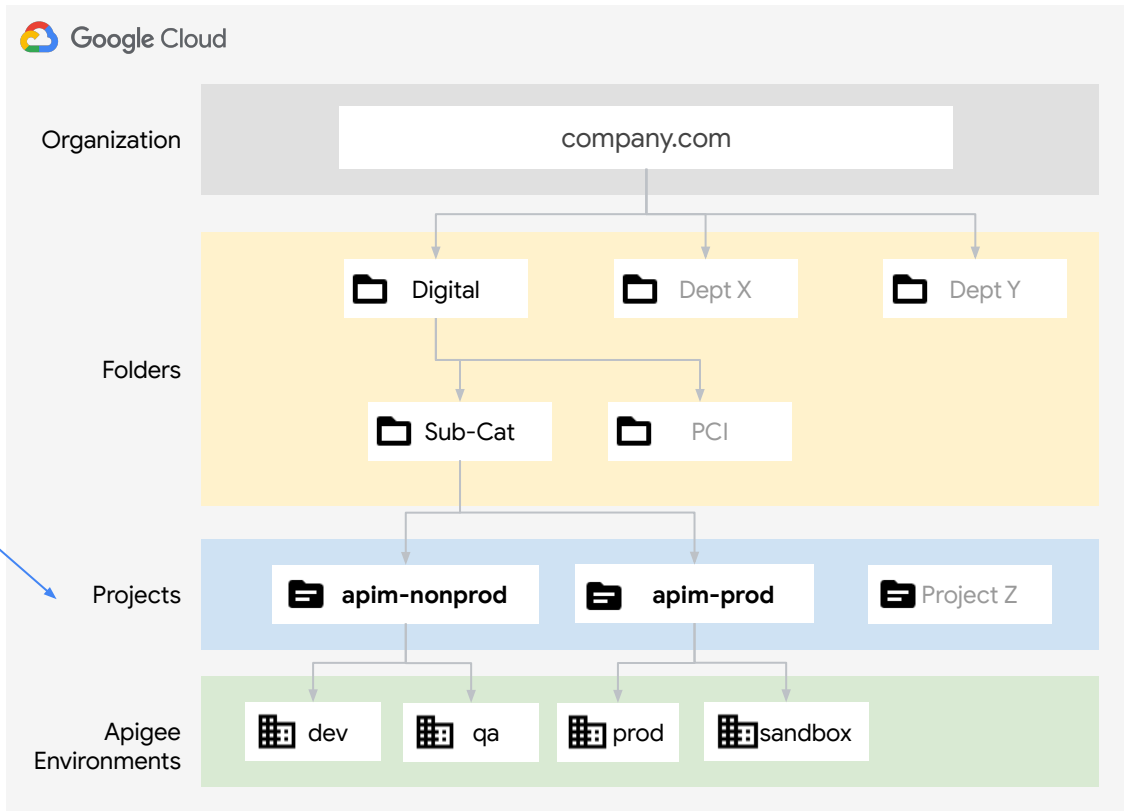 Google Cloud
Organization
company.com
Digital
Dept X
Dept Y
Folders
Sub-Cat
PCI
Projects
apim-nonprod
apim-prod
Project Z
Apigee
Environments
dev
qa
prod
sandbox